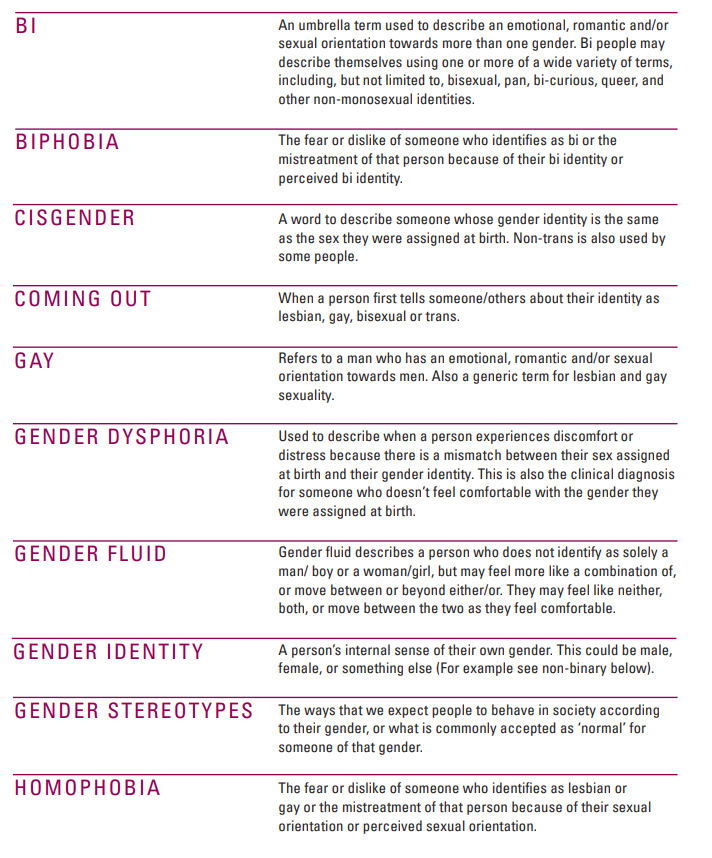 BI
An umbrella term used to describe an emotional, romantic and/or
sexual orientation towards more than one gender. Bi people may
describe themselves using one or more of a wide variety of terms,
including, but not limited to, bisexual, pan, bi-curious, queer, and
other non-monosexual identities.
BIPHOBIA
The fear or dislike of someone who identifies as bi or the
mistreatment of that person because of their bi identity or
perceived bi identity.
CISGENDER
A word to describe someone whose gender identity is the same
as the sex they were assigned at birth. Non-trans is also used by
some people.
COMING OUT
When a person first tells someone/others about their identity as
lesbian, gay, bisexual or trans.
GAY
Refers to a man who has an emotional, romantic and/or sexual
orientation towards men. Also a generic term for lesbian and gay
sexuality.
GENDER DYSPHORIA
Used to describe when a person experiences discomfort or
distress because there is a mismatch between their sex assigned
at birth and their gender identity. This is also the clinical diagnosis
for someone who doesn’t feel comfortable with the gender they
were assigned at birth.
GENDER FLUID
Gender fluid describes a person who does not identify as solely a
man/ boy or a woman/girl, but may feel more like a combination of,
or move between or beyond either/or. They may feel like neither,
both, or move between the two as they feel comfortable.
GENDER IDENTITY
A person’s internal sense of their own gender. This could be male,
female, or something else (For example see non-binary below).
GENDER STEREOTYPES
The ways that we expect people to behave in society according
to their gender, or what is commonly accepted as ‘normal’ for
someone of that gender.
HOMOPHOBIA
The fear or dislike of someone who identifies as lesbian or
gay or the mistreatment of that person because of their sexual
orientation or perceived sexual orientation.